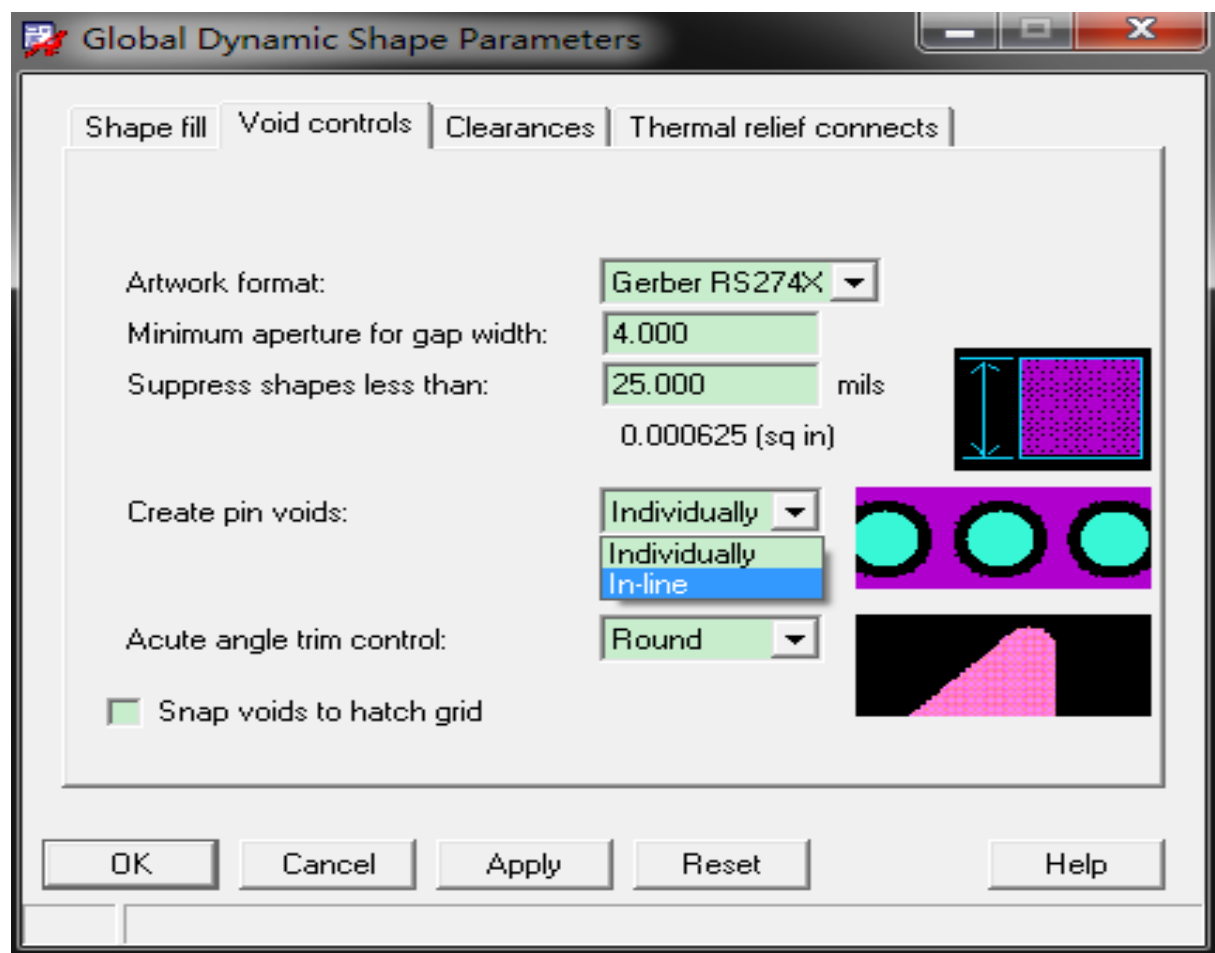 Global Dynamic Shape Parameters
Shape fill Void controls Clearances Thermal relief connects
Artwork format: Gerber RS274X
Minimum aperture for gap width: 4.000
Suppress shapes less than: 25.000 mils
0.000625 (sq in)
Create pin voids: Individually
Individually
In-line
Acute angle trim control: Round
Snap voids to hatch grid
OK Cancel Apply Reset Help